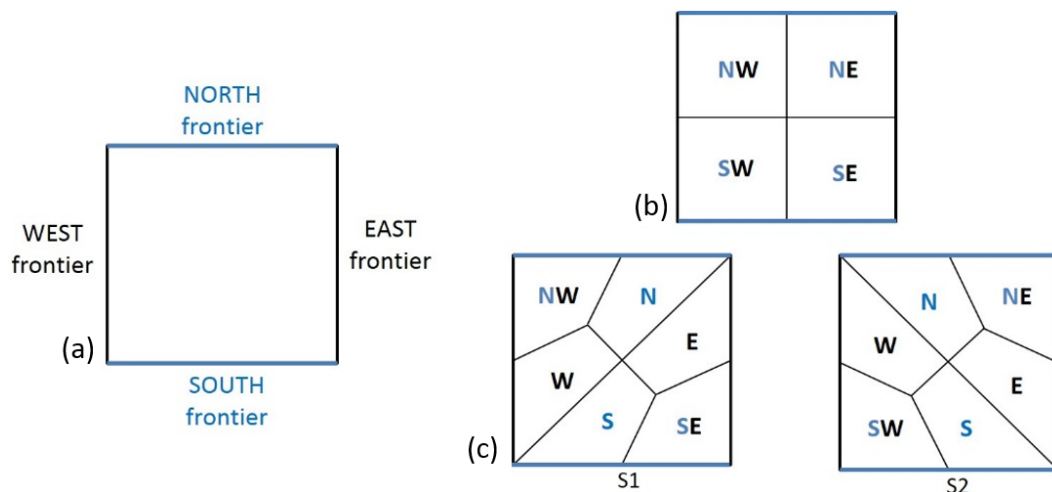 NORTH
frontier
WEST
frontier
EAST
frontier
(a)
SOUTH
frontier
NW NE
SW SE
(b)
NW N
E
W
S SE
(c)
S1
N NE
W
E
SW S
S2